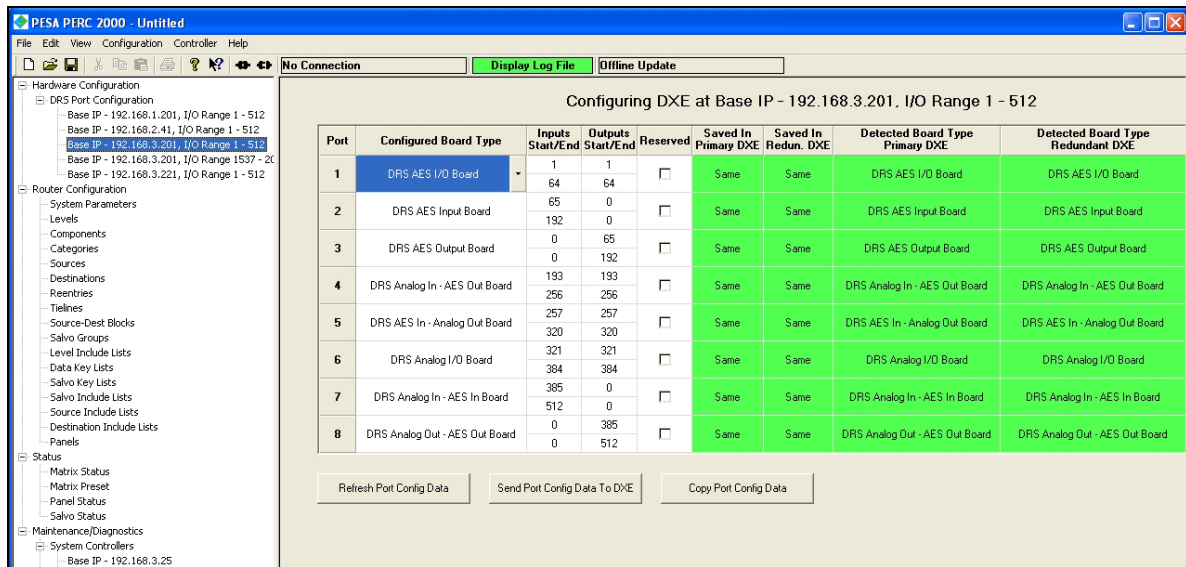 PESA PERC 2000 - Untitled
File Edit View Configuration Controller Help
No Connection Display Log File Offline Update
Hardware Configuration
DRS Port Configuration
Base IP - 192.168.1.201, I/O Range 1 - 512
Base IP - 192.168.2.41, I/O Range 1 - 512
Base IP - 192.168.3.201, I/O Range 1 - 512
Base IP - 192.168.3.201, I/O Range 1537 - 20
Base IP - 192.168.3.221, I/O Range 1 - 512
Router Configuration
System Parameters
Levels
Components
Categories
Sources
Destinations
Reentries
Tielines
Source-Dest Blocks
Salvo Groups
Level Include Lists
Data Key Lists
Salvo Key Lists
Salvo Include Lists
Source Include Lists
Destination Include Lists
Panels
Status
Matrix Status
Matrix Preset
Panel Status
Salvo Status
Maintenance/Diagnostics
System Controllers
Base IP - 192.168.3.25
Configuring DXE at Base IP - 192.168.3.201, I/O Range 1 - 512
Port Configured Board Type Inputs Start/End Outputs Start/End Reserved Saved In Primary DXE Saved In Redun. DXE Detected Board Type Primary DXE Detected Board Type Redundant DXE
1 DRS AES I/O Board 1 64 1 64 Same Same DRS AES I/O Board DRS AES I/O Board
2 DRS AES Input Board 65 192 0 0 Same Same DRS AES Input Board DRS AES Input Board
3 DRS AES Output Board 0 0 65 192 Same Same DRS AES Output Board DRS AES Output Board
4 DRS Analog In - AES Out Board 193 256 193 256 Same Same DRS Analog In - AES Out Board DRS Analog In - AES Out Board
5 DRS AES In - Analog Out Board 257 320 257 320 Same Same DRS AES In - Analog Out Board DRS AES In - Analog Out Board
6 DRS Analog I/O Board 321 384 321 384 Same Same DRS Analog I/O Board DRS Analog I/O Board
7 DRS Analog In - AES In Board 385 512 0 0 Same Same DRS Analog In - AES In Board DRS Analog In - AES In Board
8 DRS Analog Out - AES Out Board 0 0 385 512 Same Same DRS Analog Out - AES Out Board DRS Analog Out - AES Out Board
Refresh Port Config Data Send Port Config Data To DXE Copy Port Config Data